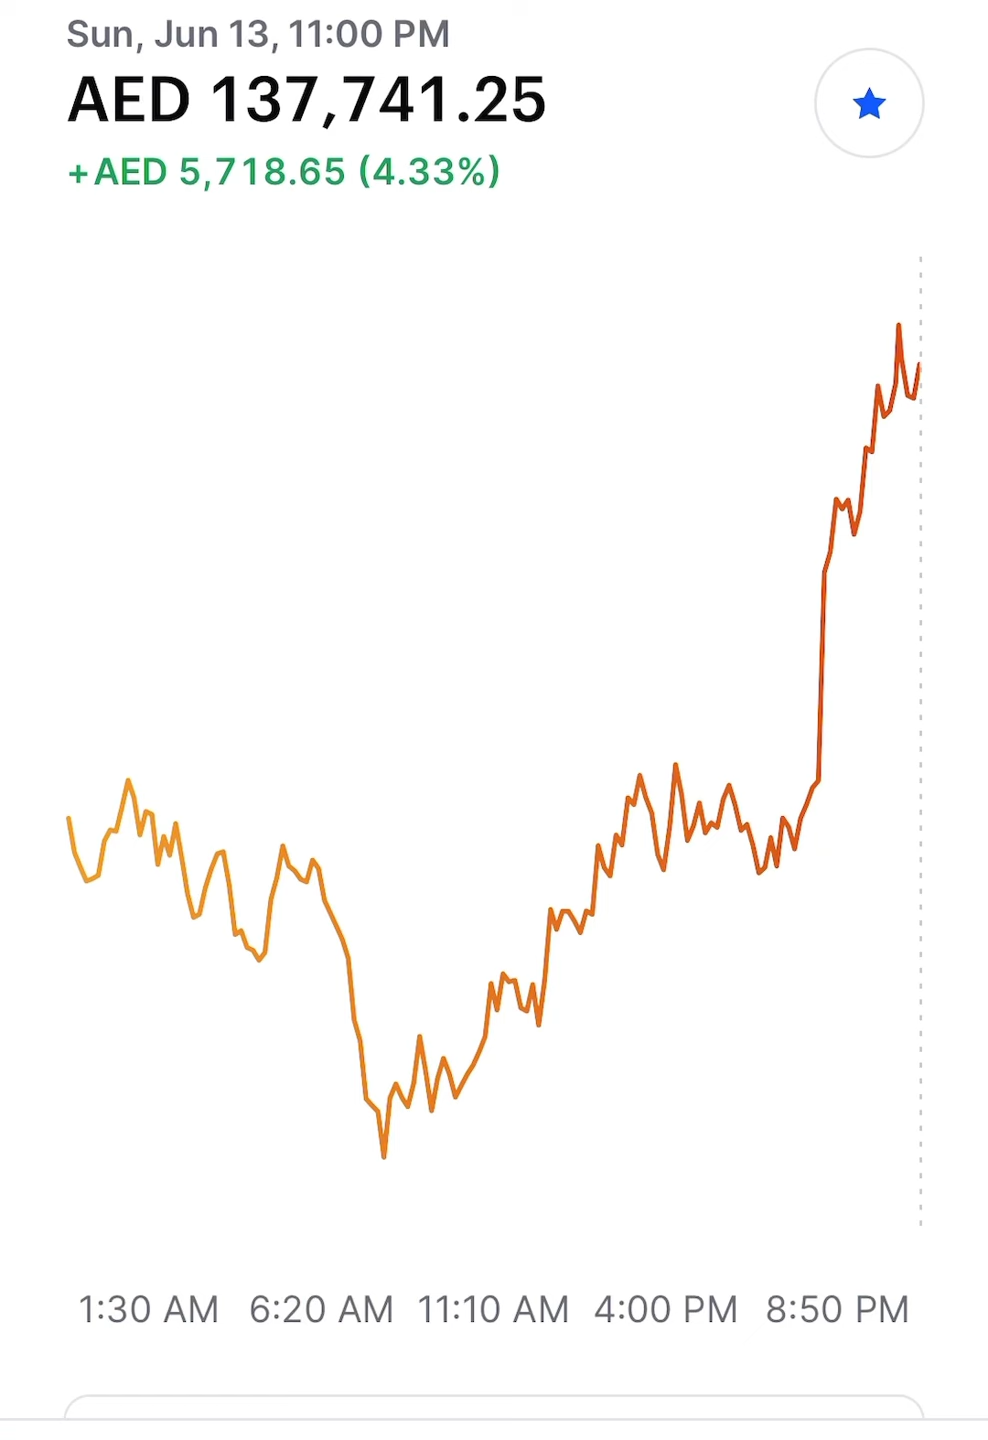 Sun, Jun 13, 11:00 PM
AED 137,741.25
+AED 5,718.65 (4.33%)
1:30 AM 6:20 AM 11:10 AM 4:00 PM 8:50 PM